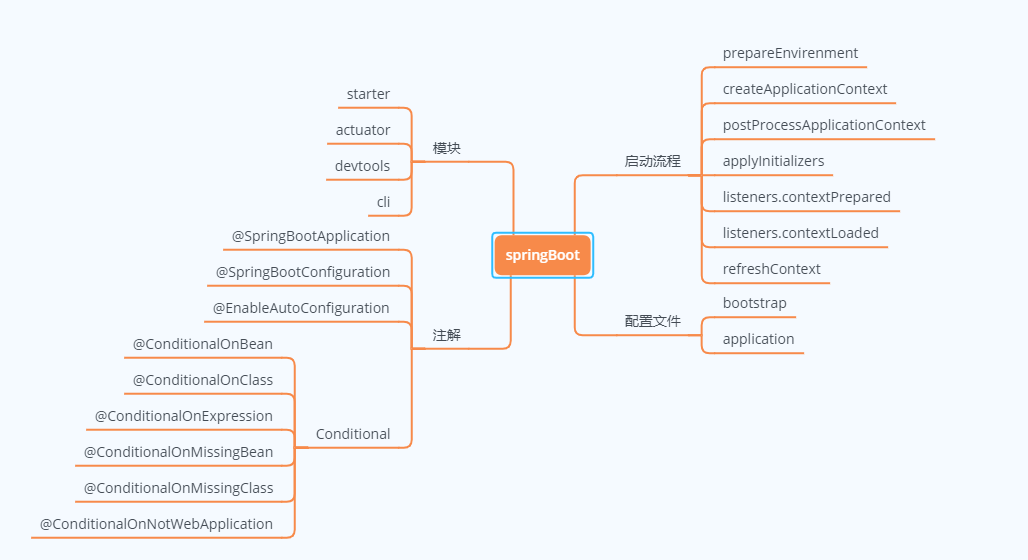 springBoot
模块
starter
actuator
devtools
cli
注解
@SpringBootApplication
@SpringBootConfiguration
@EnableAutoConfiguration
Conditional
@ConditionalOnBean
@ConditionalOnClass
@ConditionalOnExpression
@ConditionalOnMissingBean
@ConditionalOnMissingClass
@ConditionalOnNotWebApplication
启动流程
prepareEnvirenment
createApplicationContext
postProcessApplicationContext
applyInitializers
listeners.contextPrepared
listeners.contextLoaded
refreshContext
配置文件
bootstrap
application